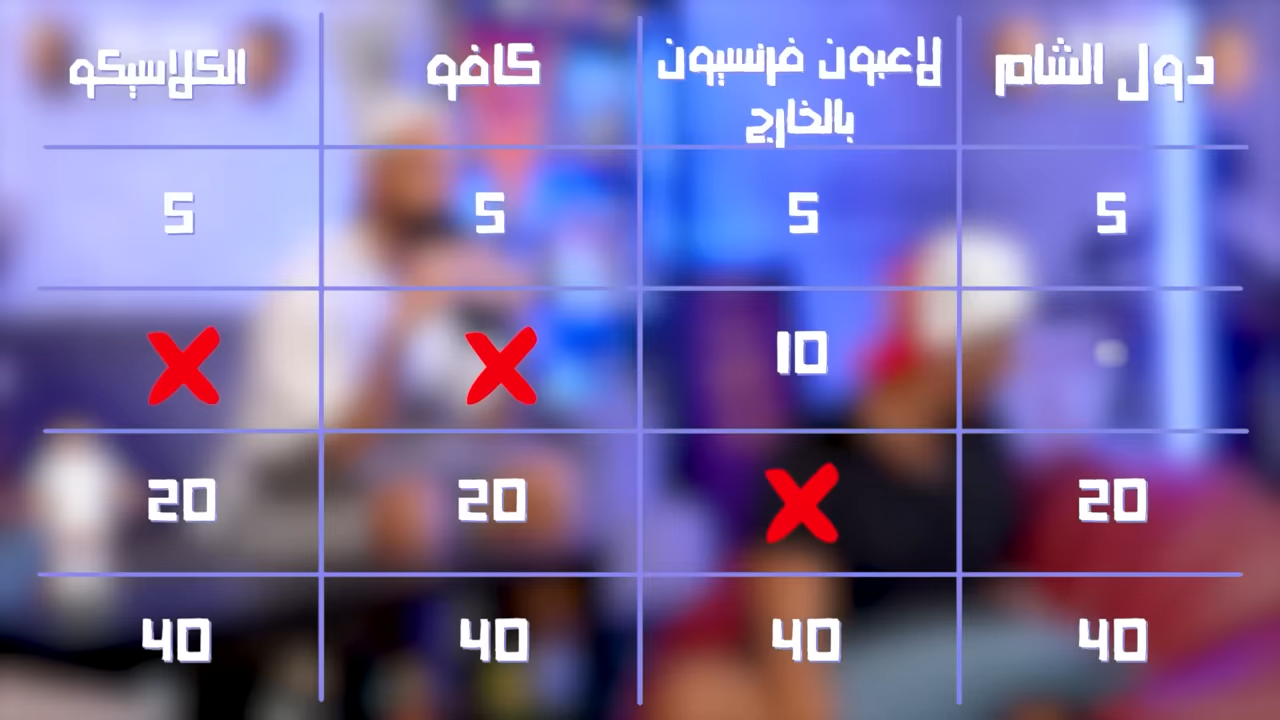 دول الشام
لاعبون فرنسيون
بالخارج
كافو
الكلاسيكو
5 5 5 5
10
20 20 20
40 40 40 40